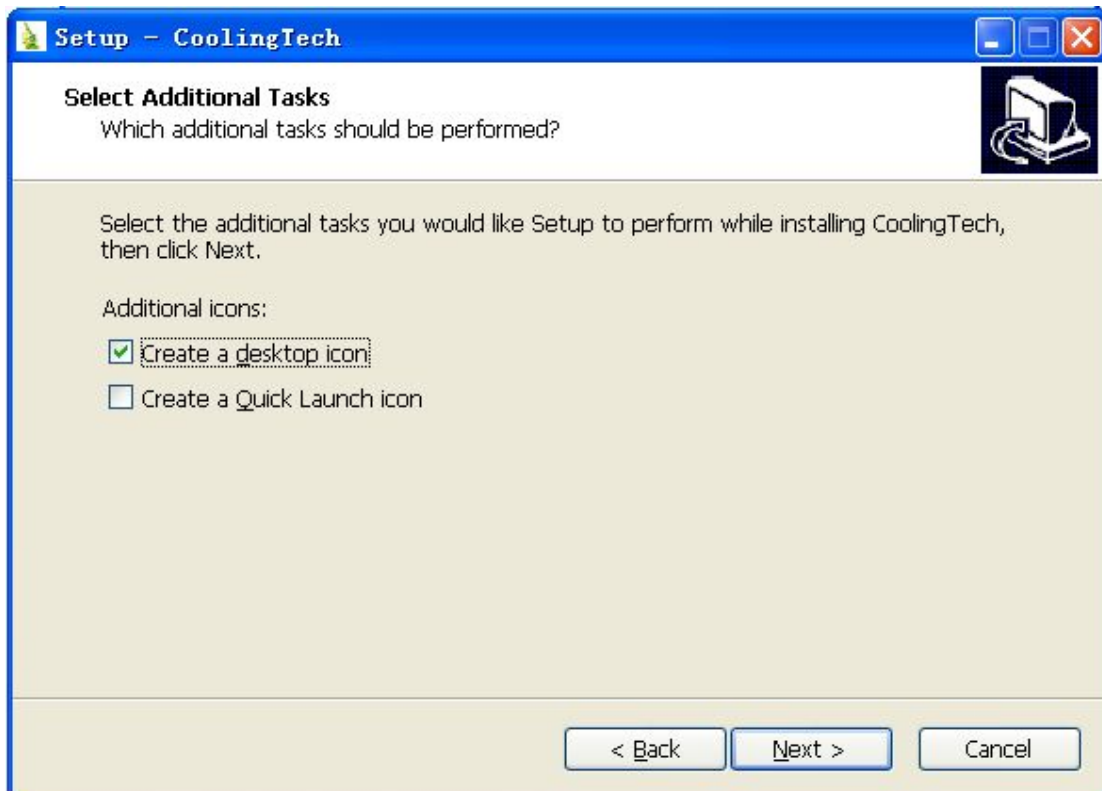 Setup - CoolingTech
Select Additional Tasks
Which additional tasks should be performed?
Select the additional tasks you would like Setup to perform while installing CoolingTech,
then click Next.
Additional icons:
Create a desktop icon
Create a Quick Launch icon
< Back
Next >
Cancel